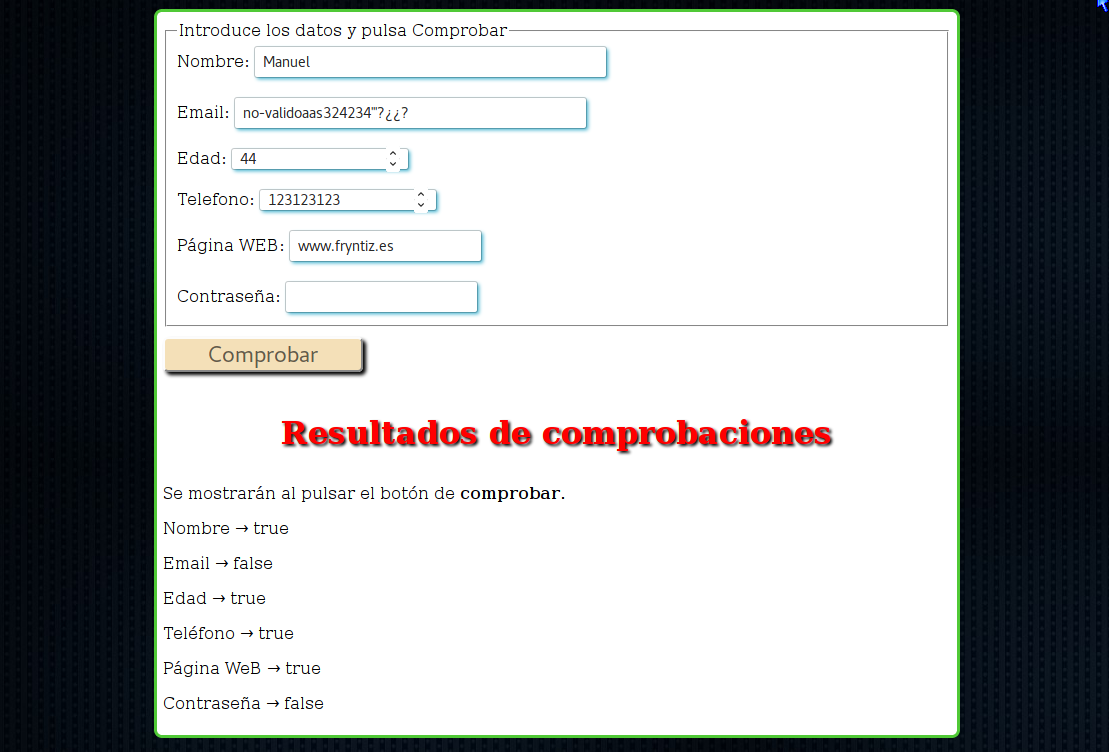 Introduce los datos y pulsa Comprobar
Nombre: Manuel
Email: no-validoaas324234"'?¿¿?
Edad: 44
Telefono: 123123123
Página WEB: www.fryntiz.es
Contraseña:
Comprobar
Resultados de comprobaciones
Se mostrarán al pulsar el botón de comprobar.
Nombre → true
Email → false
Edad → true
Teléfono → true
Página WeB → true
Contraseña → false